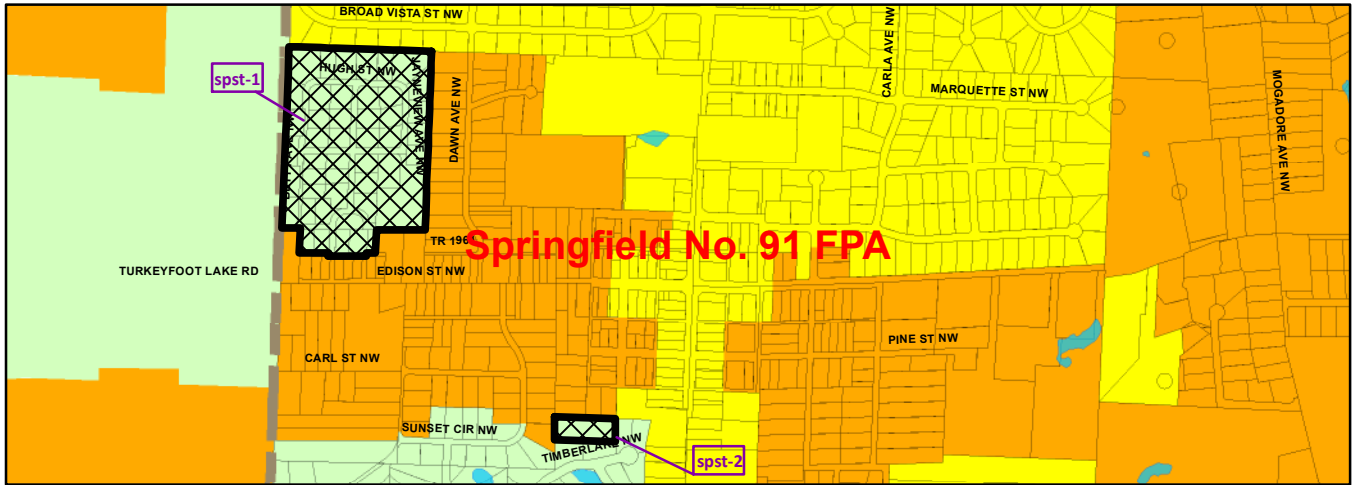 BROAD VISTA ST NW
CARLA AVE NW
HUGH ST NW
spst-1
DAWN AVE NW
MARQUETTE ST NW
MOGADORE AVE NW
TR 196
Springfield No. 91 FPA
TURKEYFOOT LAKE RD
EDISON ST NW
CARL ST NW
PINE ST NW
SUNSET CIR NW
TIMBERLAKE NW
spst-2